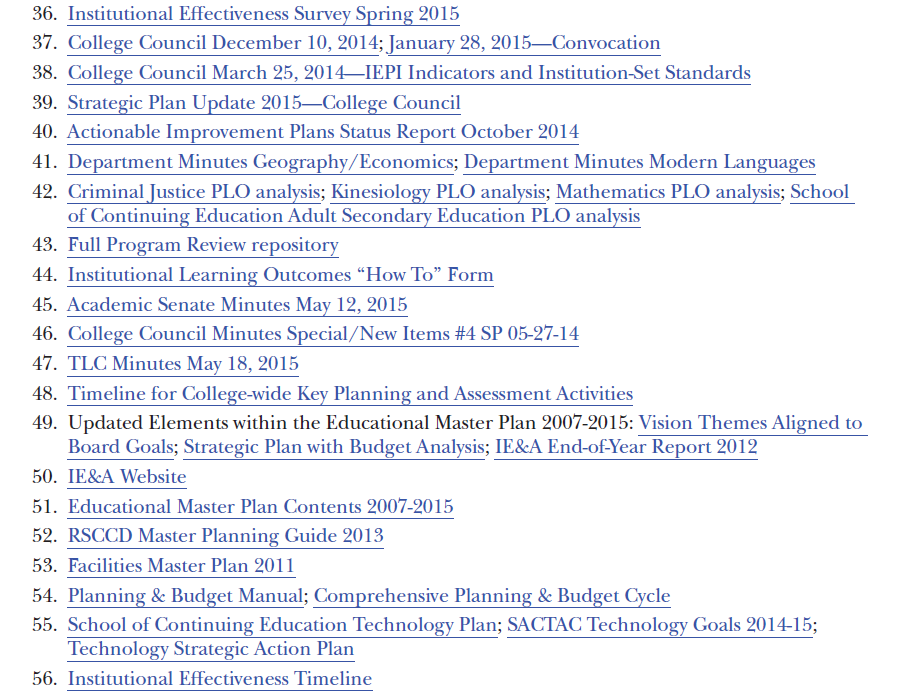 36. Institutional Effectiveness Survey Spring 2015
37. College Council December 10, 2014; January 28, 2015—Convocation
38. College Council March 25, 2014—IEPI Indicators and Institution-Set Standards
39. Strategic Plan Update 2015—College Council
40. Actionable Improvement Plans Status Report October 2014
41. Department Minutes Geography/Economics; Department Minutes Modern Languages
42. Criminal Justice PLO analysis; Kinesiology PLO analysis; Mathematics PLO analysis; School
of Continuing Education Adult Secondary Education PLO analysis
43. Full Program Review repository
44. Institutional Learning Outcomes “How To” Form
45. Academic Senate Minutes May 12, 2015
46. College Council Minutes Special/New Items #4 SP 05-27-14
47. TLC Minutes May 18, 2015
48. Timeline for College-wide Key Planning and Assessment Activities
49. Updated Elements within the Educational Master Plan 2007-2015: Vision Themes Aligned to
Board Goals; Strategic Plan with Budget Analysis; IE&A End-of-Year Report 2012
50. IE&A Website
51. Educational Master Plan Contents 2007-2015
52. RSCCD Master Planning Guide 2013
53. Facilities Master Plan 2011
54. Planning & Budget Manual; Comprehensive Planning & Budget Cycle
55. School of Continuing Education Technology Plan; SACTAC Technology Goals 2014-15;
Technology Strategic Action Plan
56. Institutional Effectiveness Timeline